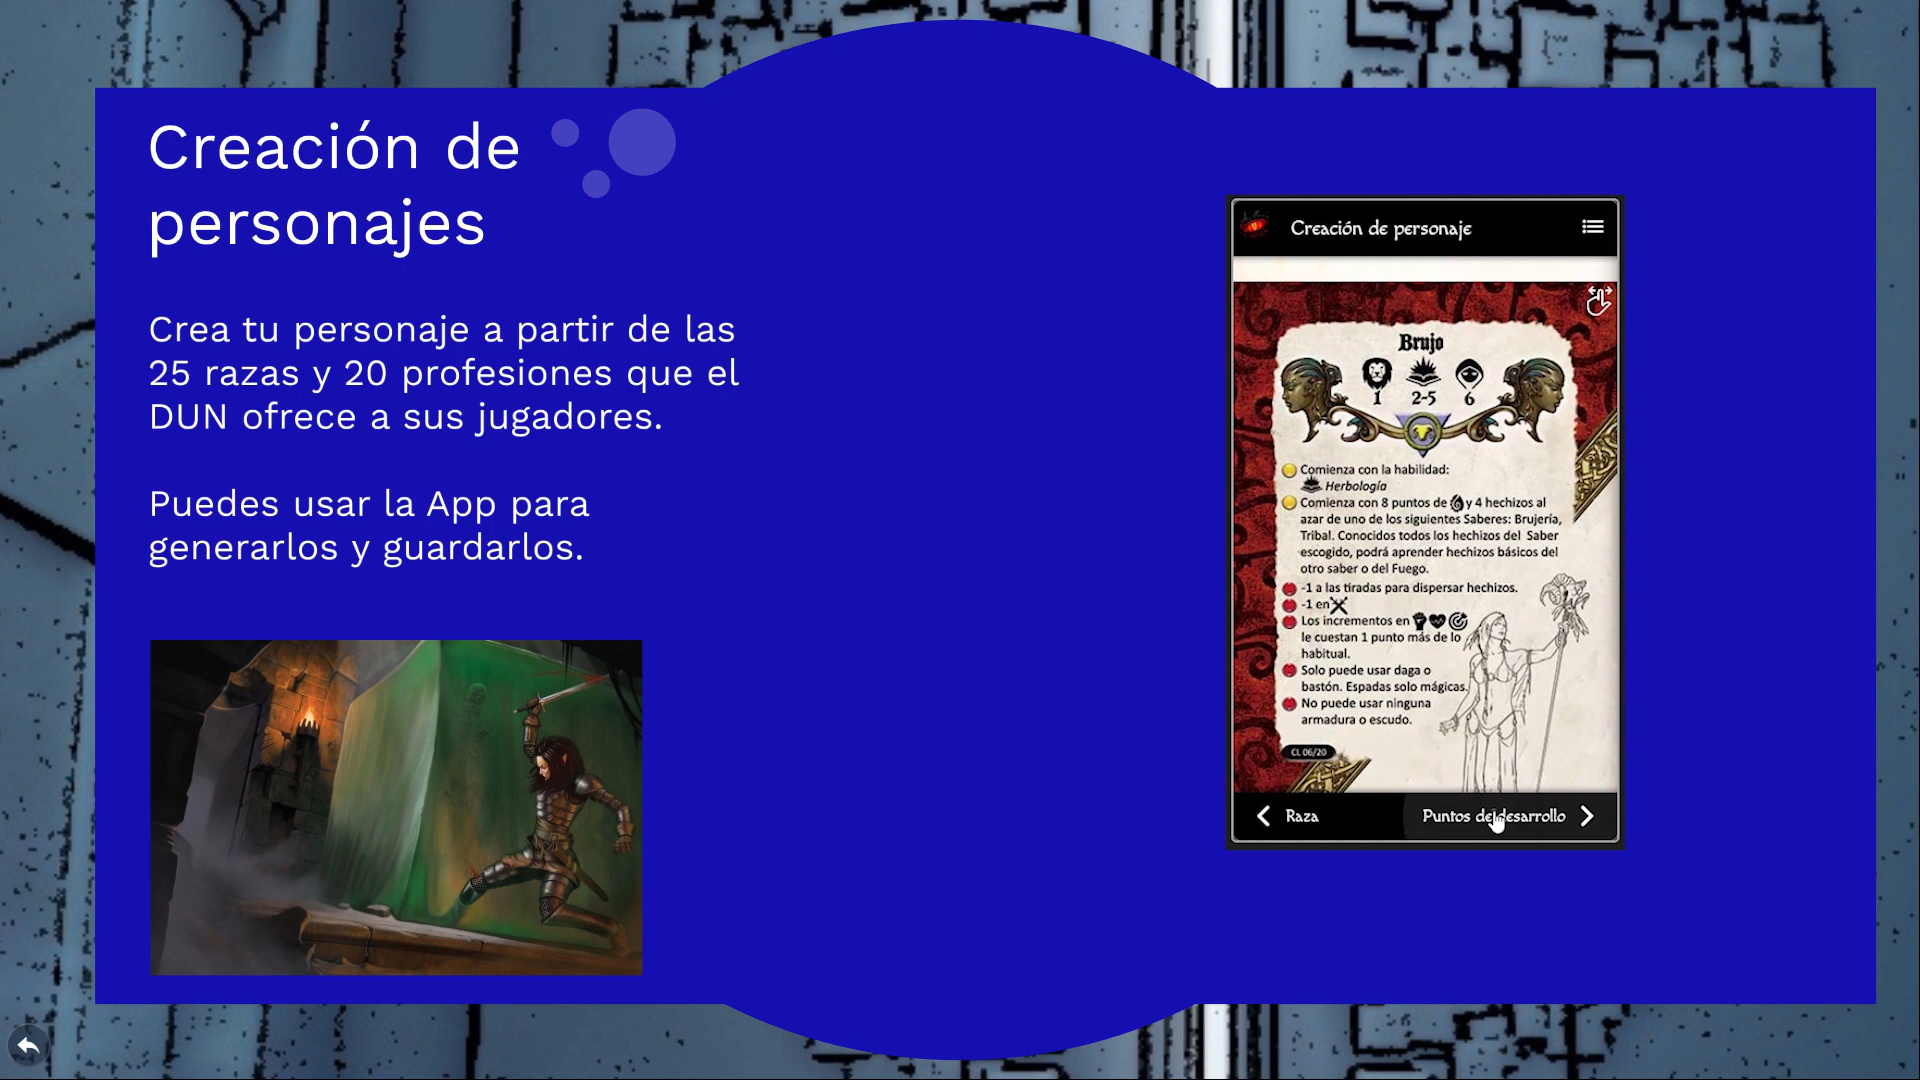 Creación de
personajes
Crea tu personaje a partir de las
25 razas y 20 profesiones que el
DUN ofrece a sus jugadores.
Puedes usar la App para
generarlos y guardarlos.
Creación de personaje
Brujo
1 2-5 6
Comienza con la habilidad:
Herbología
Comienza con 8 puntos de y 4 hechizos al
azar de uno de los siguientes Saberes: Brujería,
Tribal. Conocidos todos los hechizos del Saber
escogido, podrá aprender hechizos básicos del
otro saber o del Fuego.
-1 a las tiradas para dispersar hechizos.
-1 en
Los incrementos en
le cuestan 1 punto más de lo
habitual.
Solo puede usar daga o
bastón. Espadas solo mágicas.
No puede usar ninguna
armadura o escudo.
CL 06/20
Raza
Puntos de desarrollo